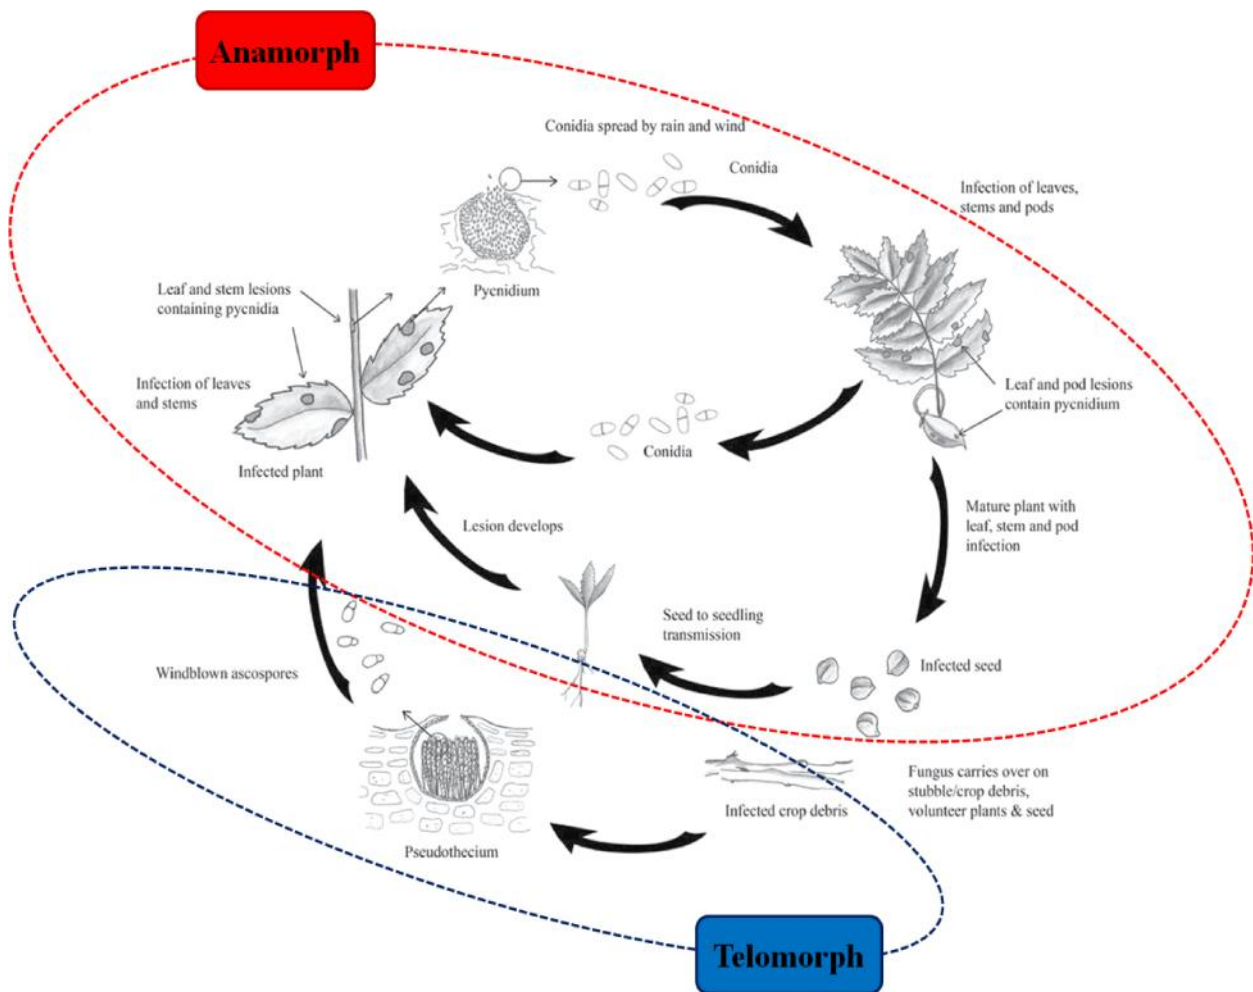 Anamorph
Conidia spread by rain and wind
Conidia
Infection of leaves,
stems and pods
Pycnidium
Leaf and stem lesions
containing pycnidia
Infection of leaves
and stems
Infected plant
Leaf and pod lesions
contain pycnidium
Conidia
Lesion develops
Mature plant with
leaf, stem and pod
infection
Seed to seedling
transmission
Infected seed
Windblown ascospores
Infected crop debris
Fungus carries over on
stubble/crop debris,
volunteer plants & seed
Pseudothecium
Telomorph